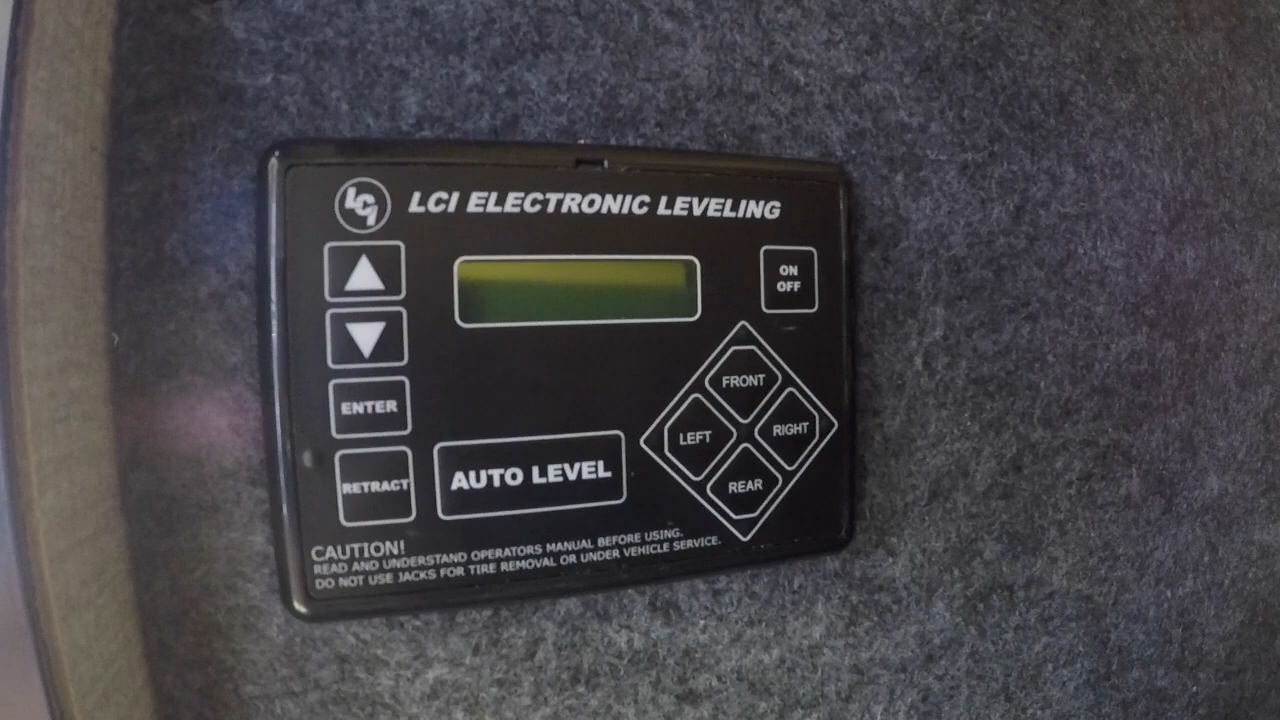 LCI
LCI ELECTRONIC LEVELING
ON
OFF
FRONT
LEFT
RIGHT
REAR
ENTER
RETRACT
AUTO LEVEL
CAUTION!
READ AND UNDERSTAND OPERATORS MANUAL BEFORE USING.
DO NOT USE JACKS FOR TIRE REMOVAL OR UNDER VEHICLE SERVICE.